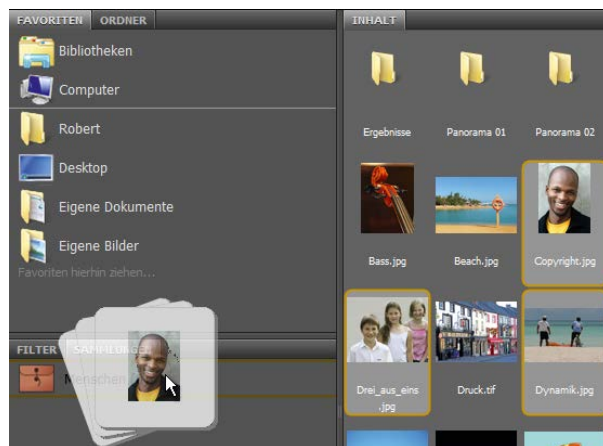 FAVORITEN ORDNER
Bibliotheken
Computer
Robert
Desktop
Eigene Dokumente
Eigene Bilder
Favoriten hierhin ziehen...
FILTER SAMMLUNGEN
Menschen
INHALT
Ergebnisse Panorama 01 Panorama 02
Bass.jpg Beach.jpg Copyright.jpg
Drei_aus_eins Druck.tif Dynamik.jpg
.jpg